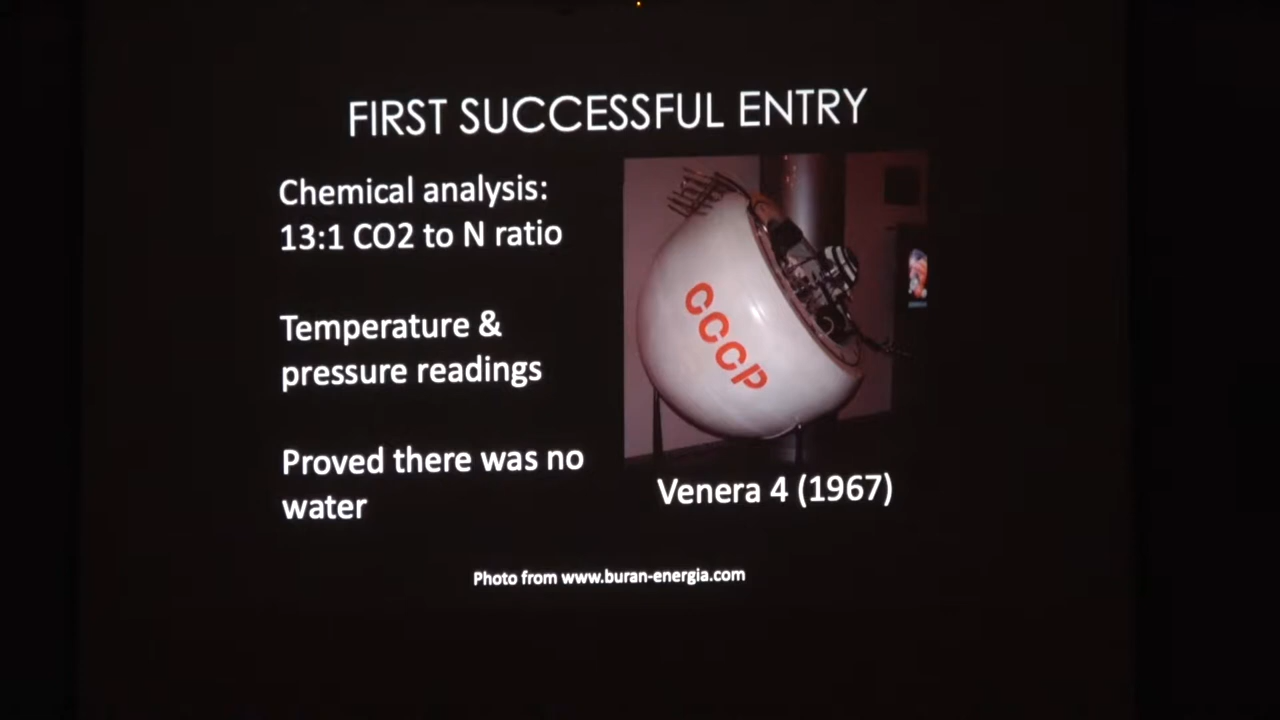 FIRST SUCCESSFUL ENTRY
Chemical analysis:
13:1 CO2 to N ratio
Temperature &
pressure readings
Proved there was no
water
СССР
Venera 4 (1967)
Photo from www.buran-energia.com